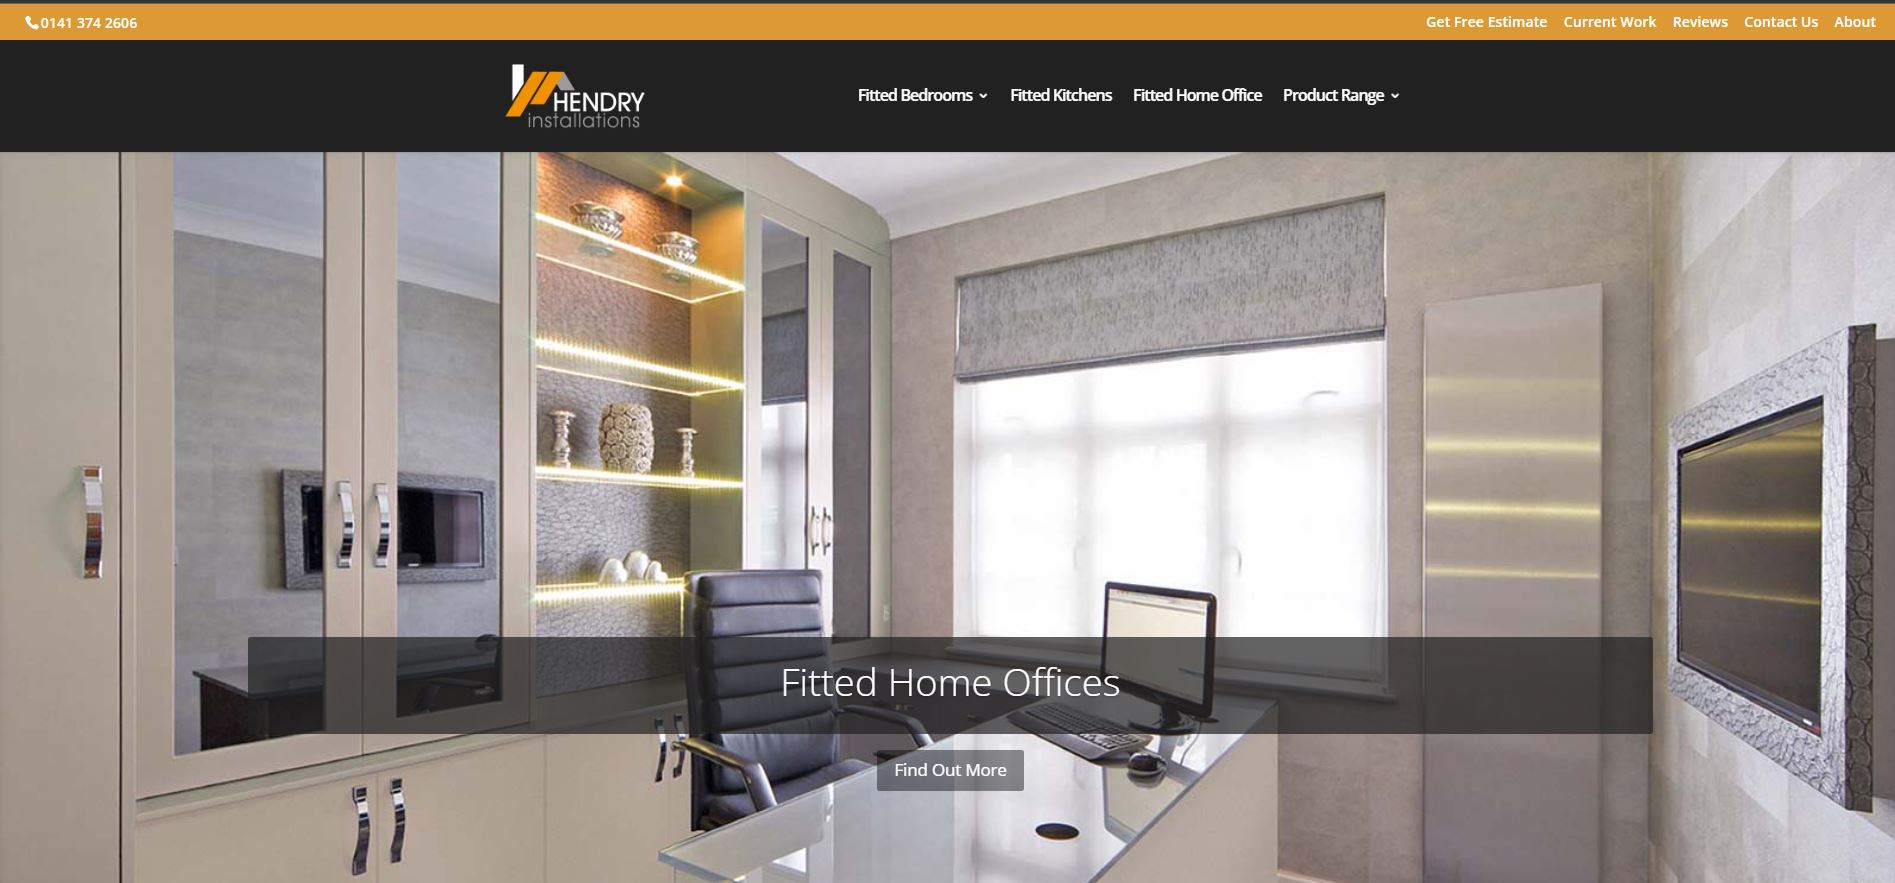 0141 374 2606
Get Free Estimate Current Work Reviews Contact Us About
HENDRY
installations
Fitted Bedrooms Fitted Kitchens Fitted Home Office Product Range
Fitted Home Offices
Find Out More